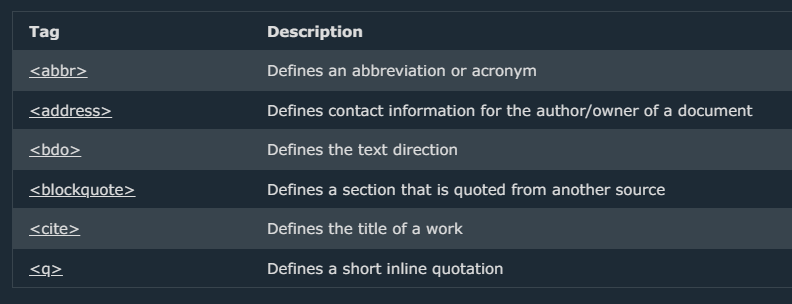 Tag Description
<abbr> Defines an abbreviation or acronym
<address> Defines contact information for the author/owner of a document
<bdo> Defines the text direction
<blockquote> Defines a section that is quoted from another source
<cite> Defines the title of a work
<q> Defines a short inline quotation